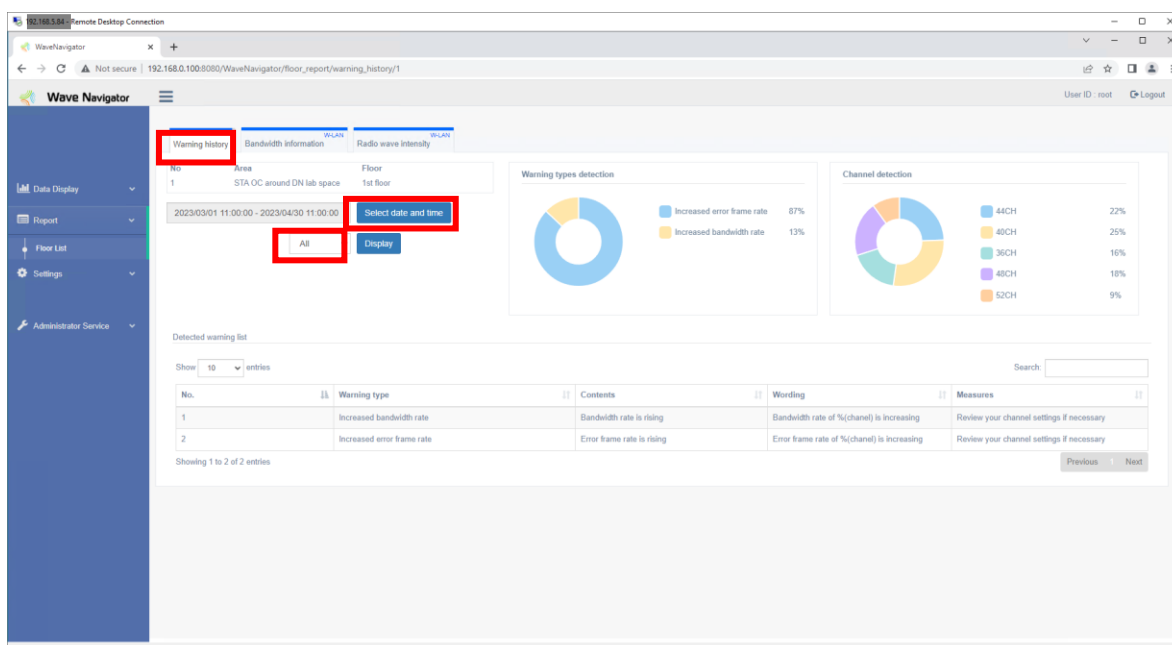 192.168.5.84 - Remote Desktop Connection
WaveNavigator
Not secure | 192.168.0.100:8080/WaveNavigator/floor_report/warning_history/1
Wave Navigator
User ID : root Logout
Data Display
Report
Floor List
Settings
Administrator Service
Warning history
W-LAN
Bandwidth information
W-LAN
Radio wave intensity
No Area Floor
1 STA OC around DN lab space 1st floor
2023/03/01 11:00:00 - 2023/04/30 11:00:00 Select date and time
All Display
Warning types detection
Increased error frame rate 87%
Increased bandwidth rate 13%
Channel detection
44CH 22%
40CH 25%
36CH 16%
48CH 18%
52CH 9%
Detected warning list
Show 10 entries Search:
No. Warning type Contents Wording Measures
1 Increased bandwidth rate Bandwidth rate is rising Bandwidth rate of %(chanel) is increasing Review your channel settings if necessary
2 Increased error frame rate Error frame rate is rising Error frame rate of %(chanel) is increasing Review your channel settings if necessary
Showing 1 to 2 of 2 entries Previous 1 Next